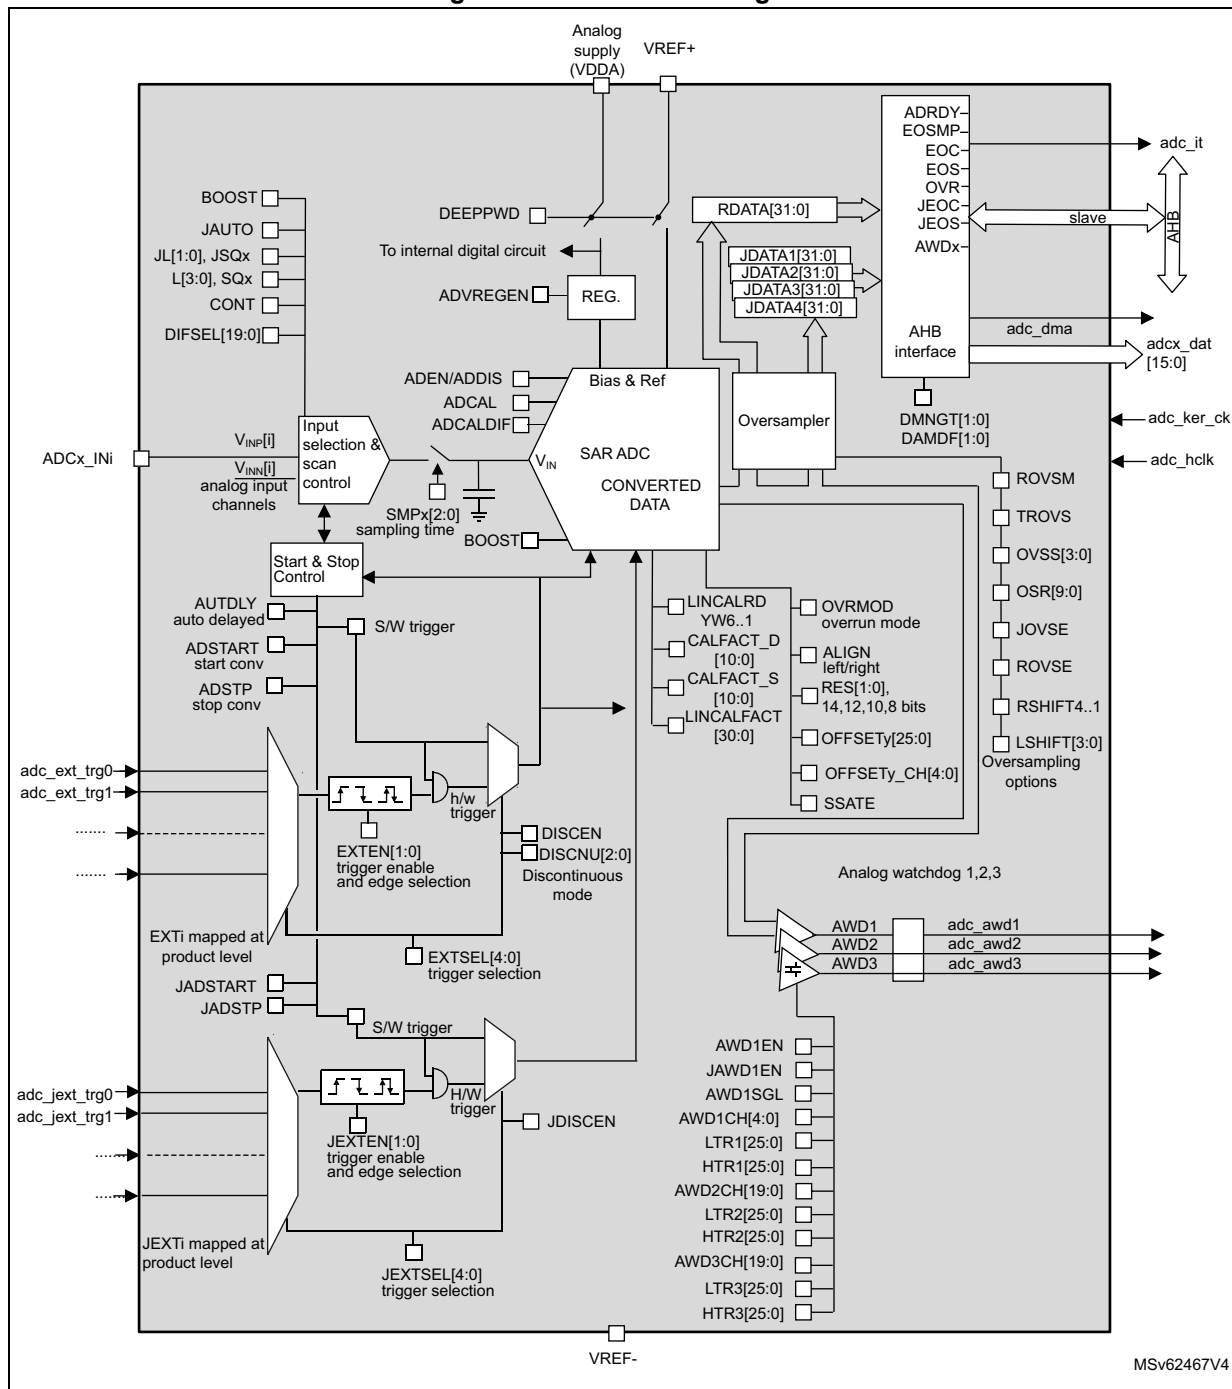 Analog
supply
(VDDA)
VREF+
ADRDY
EOSMP
EOC
EOS
OVR
JEOC
JEOS
AWDx
AHB
interface
adc_it
slave
AHB
adc_dma
adcx_dat
[15:0]
DMNGT[1:0]
DAMDF[1:0]
adc_ker_ck
adc_hclk
BOOST
JAUTO
JL[1:0], JSQx
L[3:0], SQx
CONT
DIFSEL[19:0]
DEEPPWD
To internal digital circuit
ADVREGEN
REG.
RDATA[31:0]
JDATA1[31:0]
JDATA2[31:0]
JDATA3[31:0]
JDATA4[31:0]
ADEN/ADDIS
ADCAL
ADCALDIF
Bias & Ref
VIN
SAR ADC
CONVERTED
DATA
Oversampler
ADCx_INi
VINP[i]
VINN[i]
analog input
channels
Input
selection &
scan
control
SMPx[2:0]
sampling time
BOOST
Start & Stop
Control
AUTDLY
auto delayed
S/W trigger
ADSTART
start conv
ADSTP
stop conv
LINCALRD
YW6..1
CALFACT_D
[10:0]
CALFACT_S
[10:0]
LINCALFACT
[30:0]
OVRMOD
overrun mode
ALIGN
left/right
RES[1:0],
14,12,10,8 bits
OFFSETy[25:0]
OFFSETy_CH[4:0]
SSATE
ROVSM
TROVS
OVSS[3:0]
OSR[9:0]
JOVSE
ROVSE
RSHIFT4..1
LSHIFT[3:0]
Oversampling
options
adc_ext_trg0
adc_ext_trg1
.......
.......
h/w
trigger
EXTEN[1:0]
trigger enable
and edge selection
DISCEN
DISCNU[2:0]
Discontinuous
mode
EXTi mapped at
product level
EXTSEL[4:0]
trigger selection
Analog watchdog 1,2,3
AWD1
AWD2
AWD3
adc_awd1
adc_awd2
adc_awd3
JADSTART
JADSTP
S/W trigger
adc_jext_trg0
adc_jext_trg1
.......
.......
H/W
trigger
JEXTEN[1:0]
trigger enable
and edge selection
JDISCEN
JEXTi mapped at
product level
JEXTSEL[4:0]
trigger selection
AWD1EN
JAWD1EN
AWD1SGL
AWD1CH[4:0]
LTR1[25:0]
HTR1[25:0]
AWD2CH[19:0]
LTR2[25:0]
HTR2[25:0]
AWD3CH[19:0]
LTR3[25:0]
HTR3[25:0]
VREF-
MSv62467V4